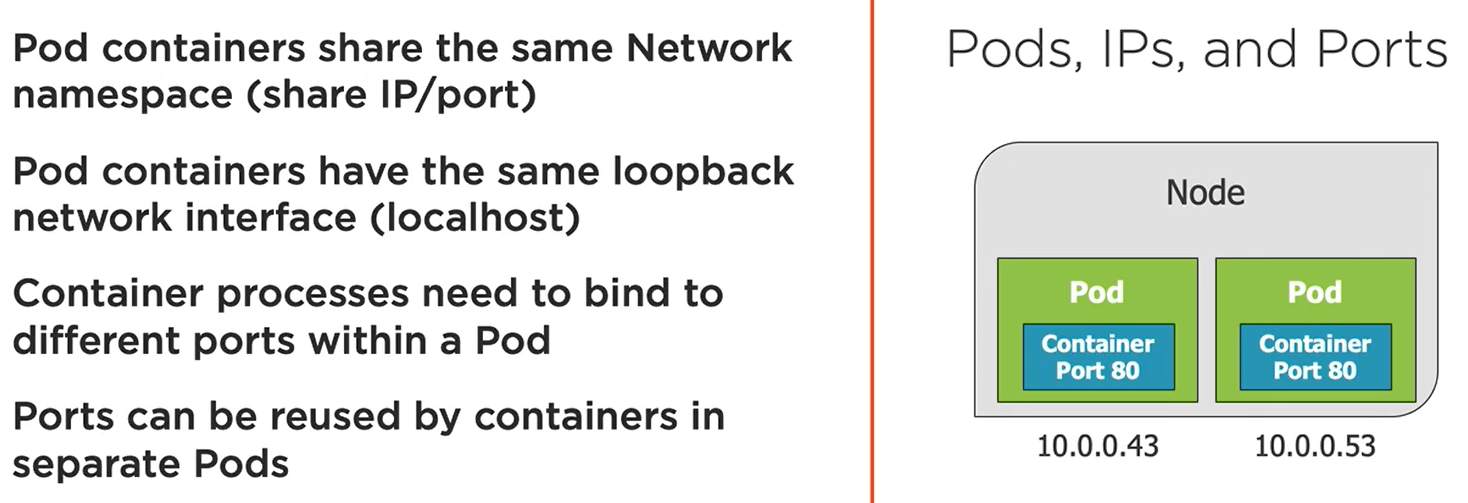 Pod containers share the same Network
namespace (share IP/port)
Pod containers have the same loopback
network interface (localhost)
Container processes need to bind to
different ports within a Pod
Ports can be reused by containers in
separate Pods
Pods, IPs, and Ports
Node
Pod
Container
Port 80
10.0.0.43
Pod
Container
Port 80
10.0.0.53